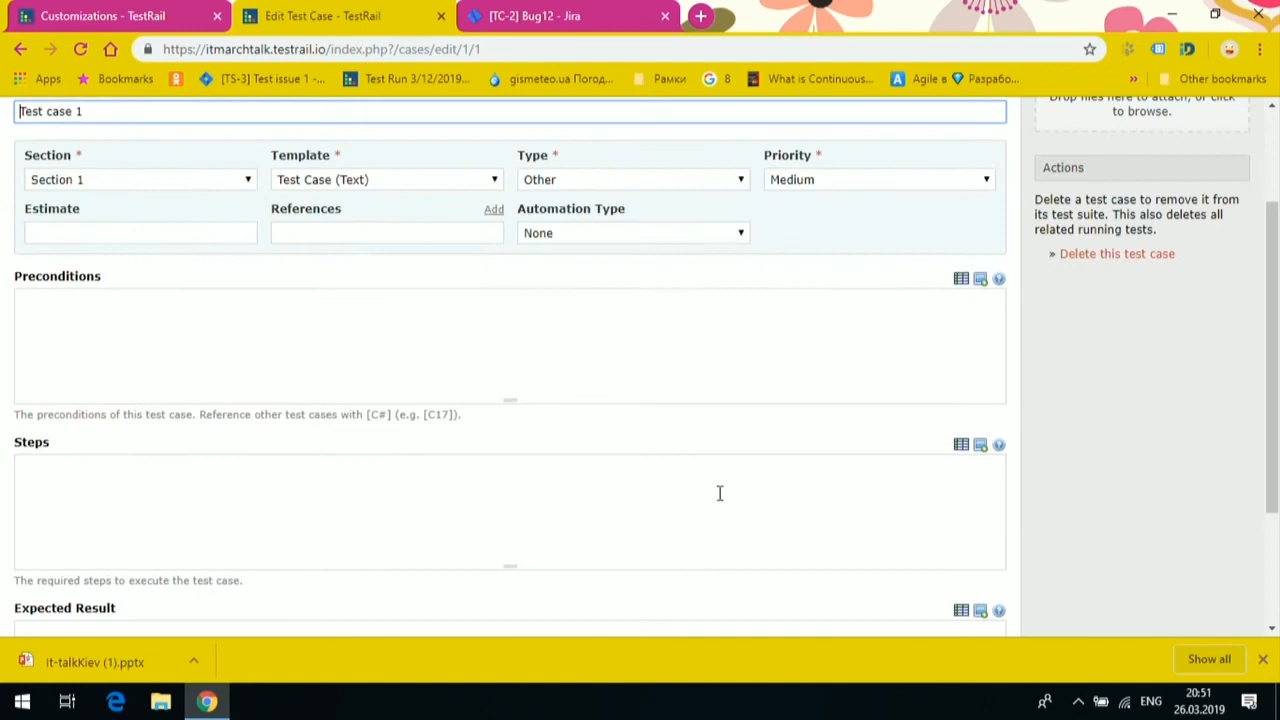 Customizations - TestRail
Edit Test Case - TestRail
[TC-2] Bug12 - Jira
https://itmarchtalk.testrail.io/index.php?/cases/edit/1/1
Apps
Bookmarks
[TS-3] Test issue 1 -...
Test Run 3/12/2019...
gismeteo.ua Погод...
Рамки
8
What is Continuous...
Agile в
Разрабо...
»
Other bookmarks
Test case 1
Drop files here to attach, or click
to browse.
Section *
Template *
Type *
Priority *
Section 1
Test Case (Text)
Other
Medium
Estimate
References
Add
Automation Type
None
Actions
Delete a test case to remove it from
its test suite. This also deletes all
related running tests.
» Delete this test case
Preconditions
The preconditions of this test case. Reference other test cases with [C#] (e.g. [C17]).
Steps
The required steps to execute the test case.
Expected Result
It-talkKiev (1).pptx
Show all
ENG
20:51
26.03.2019